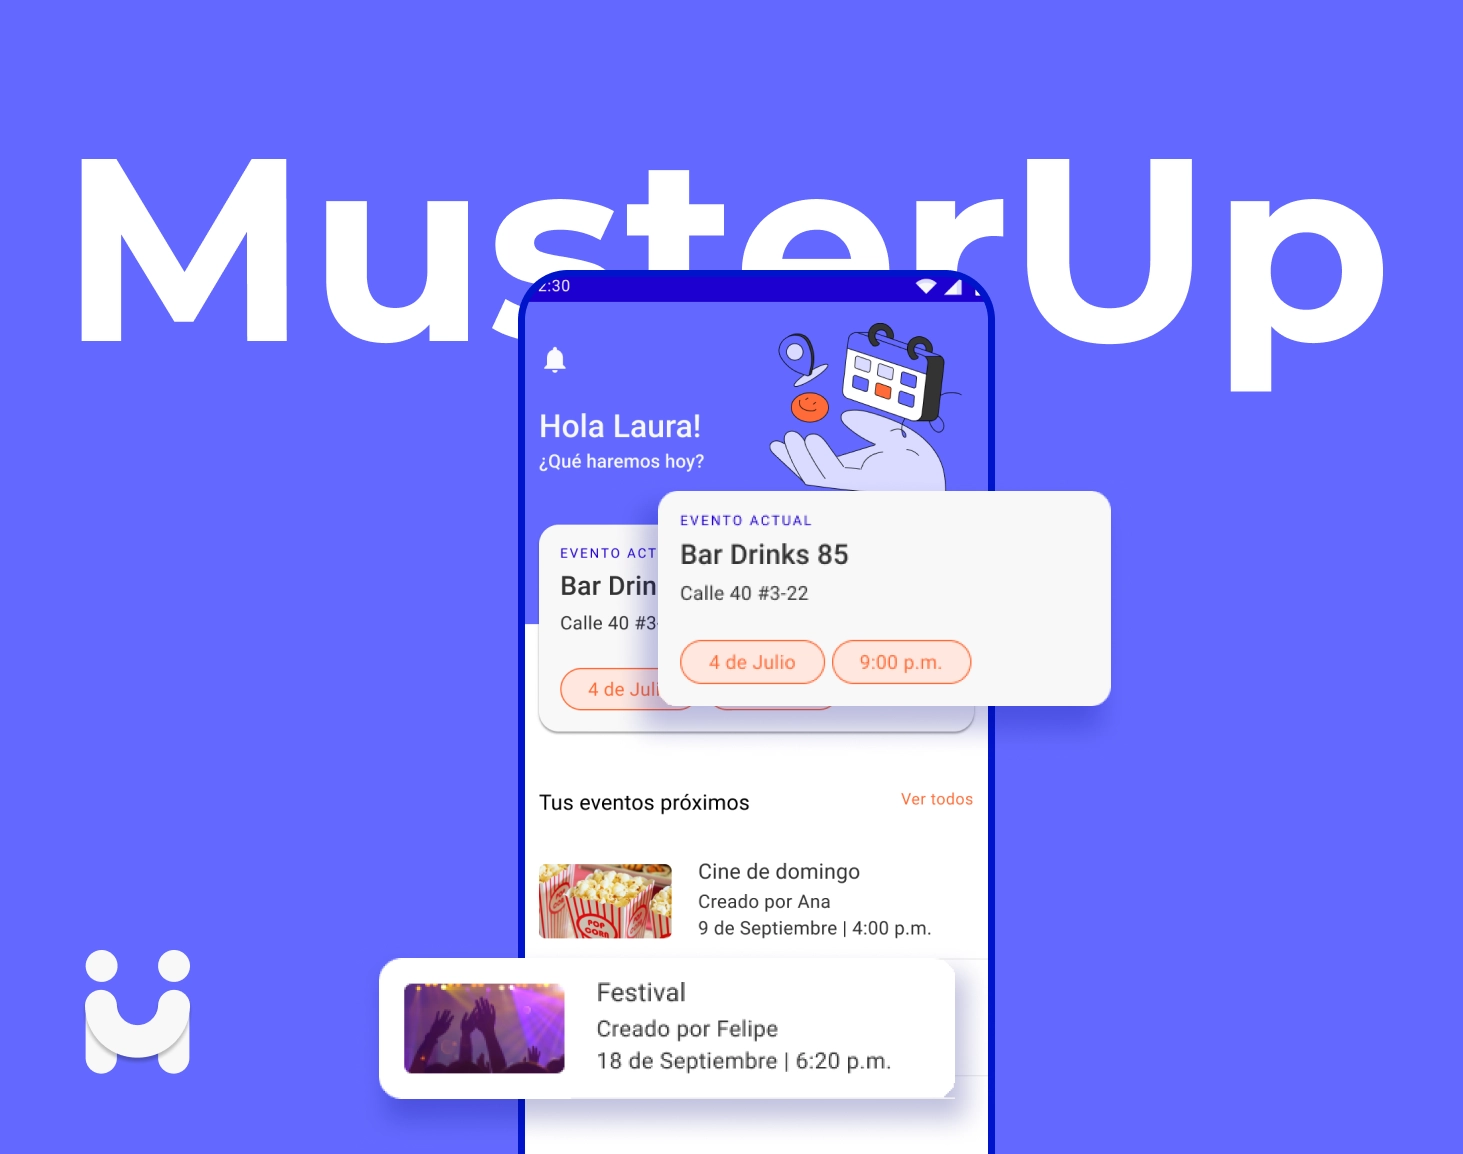 MusterUp
2:30
Hola Laura!
¿Qué haremos hoy?
EVENTO ACT
Bar Drin
Calle 40 #3-
4 de Juli
EVENTO ACTUAL
Bar Drinks 85
Calle 40 #3-22
4 de Julio
9:00 p.m.
Tus eventos próximos
Ver todos
POP
CORN
Cine de domingo
Creado por Ana
9 de Septiembre | 4:00 p.m.
Festival
Creado por Felipe
18 de Septiembre | 6:20 p.m.